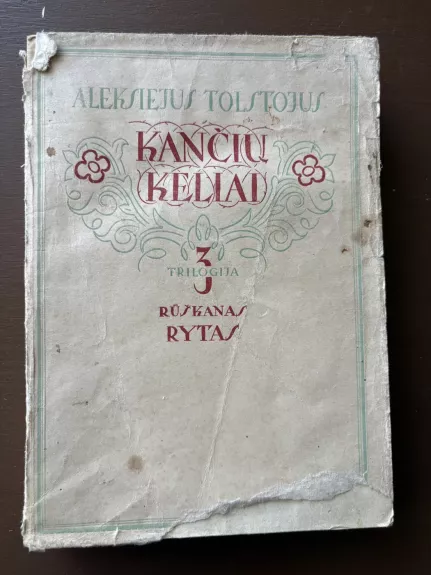 ALEKSIEJUS TOLSTOJUS
KANČIŲ
KELIAI
3
TRILOGIJA
RŪSKANAS
RYTAS